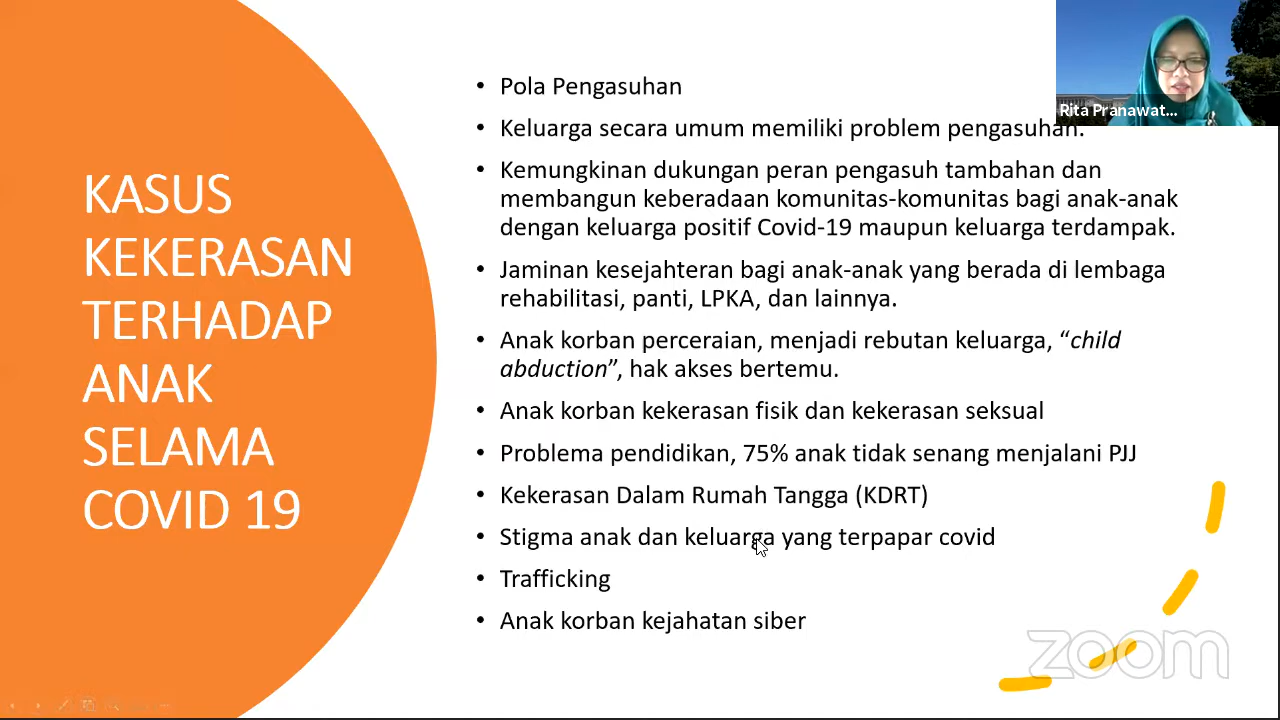 KASUS
KEKERASAN
TERHADAP
ANAK
SELAMA
COVID 19
• Pola Pengasuhan
• Keluarga secara umum memiliki problem pengasuhan.
• Kemungkinan dukungan peran pengasuh tambahan dan
membangun keberadaan komunitas-komunitas bagi anak-anak
dengan keluarga positif Covid-19 maupun keluarga terdampak.
• Jaminan kesejahteran bagi anak-anak yang berada di lembaga
rehabilitasi, panti, LPKA, dan lainnya.
• Anak korban perceraian, menjadi rebutan keluarga, “child
abduction”, hak akses bertemu.
• Anak korban kekerasan fisik dan kekerasan seksual
• Problema pendidikan, 75% anak tidak senang menjalani PJJ
• Kekerasan Dalam Rumah Tangga (KDRT)
• Stigma anak dan keluarga yang terpapar covid
• Trafficking
• Anak korban kejahatan siber
Rita Pranawat...
zoom